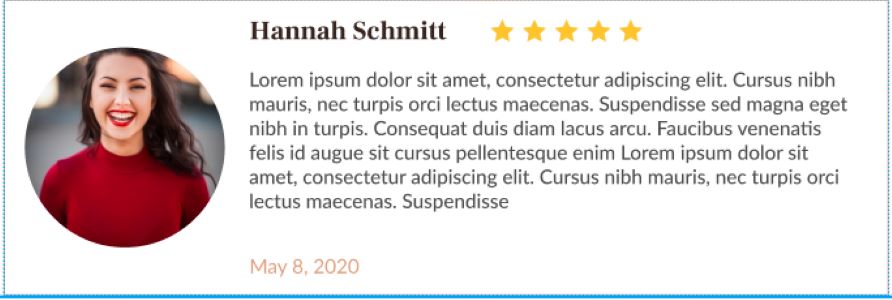 Hannah Schmitt
Lorem ipsum dolor sit amet, consectetur adipiscing elit. Cursus nibh
mauris, nec turpis orci lectus maecenas. Suspendisse sed magna eget
nibh in turpis. Consequat duis diam lacus arcu. Faucibus venenatis
felis id augue sit cursus pellentesque enim Lorem ipsum dolor sit
amet, consectetur adipiscing elit. Cursus nibh mauris, nec turpis orci
lectus maecenas. Suspendisse
May 8, 2020